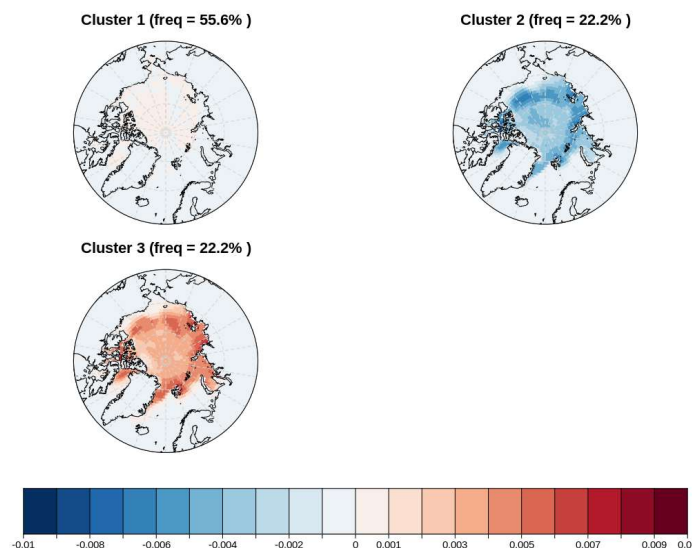 Cluster 1 (freq = 55.6% )
Cluster 2 (freq = 22.2% )
Cluster 3 (freq = 22.2% )
-0.01 -0.008 -0.006 -0.004 -0.002 0 0.001 0.003 0.005 0.007 0.009 0.0